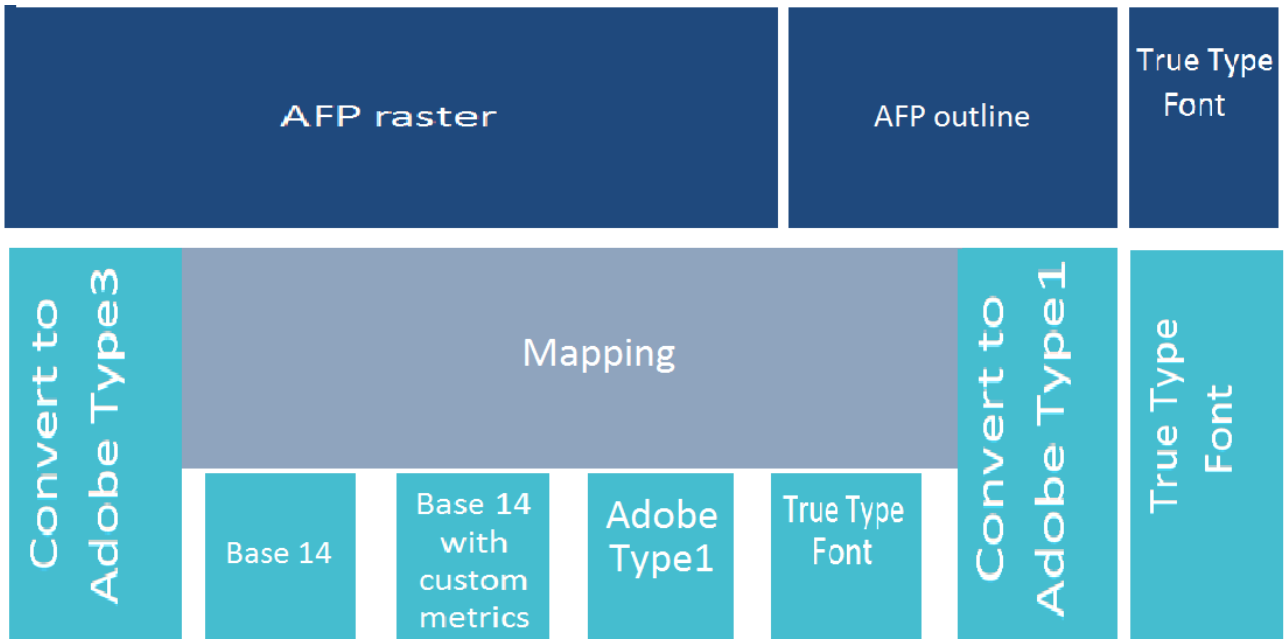 AFP raster
AFP outline
True Type
Font
Convert to
Adobe Type3
Mapping
Base 14
Base 14
with
custom
metrics
Adobe
Type1
True Type
Font
Convert to
Adobe Type1
True Type
Font